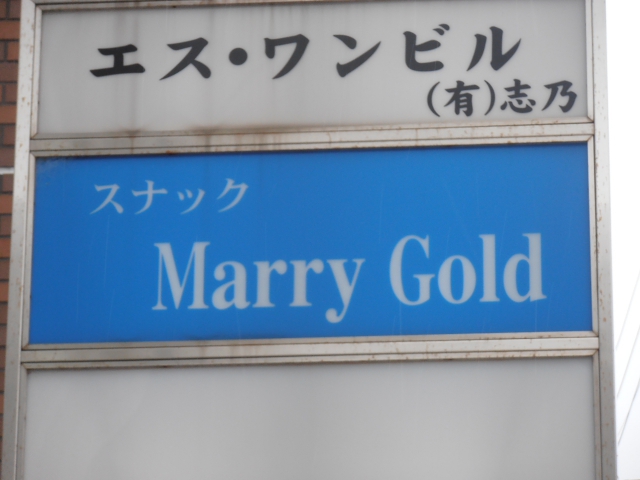 エス・ワンビル
(有)志乃
スナック
Marry Gold